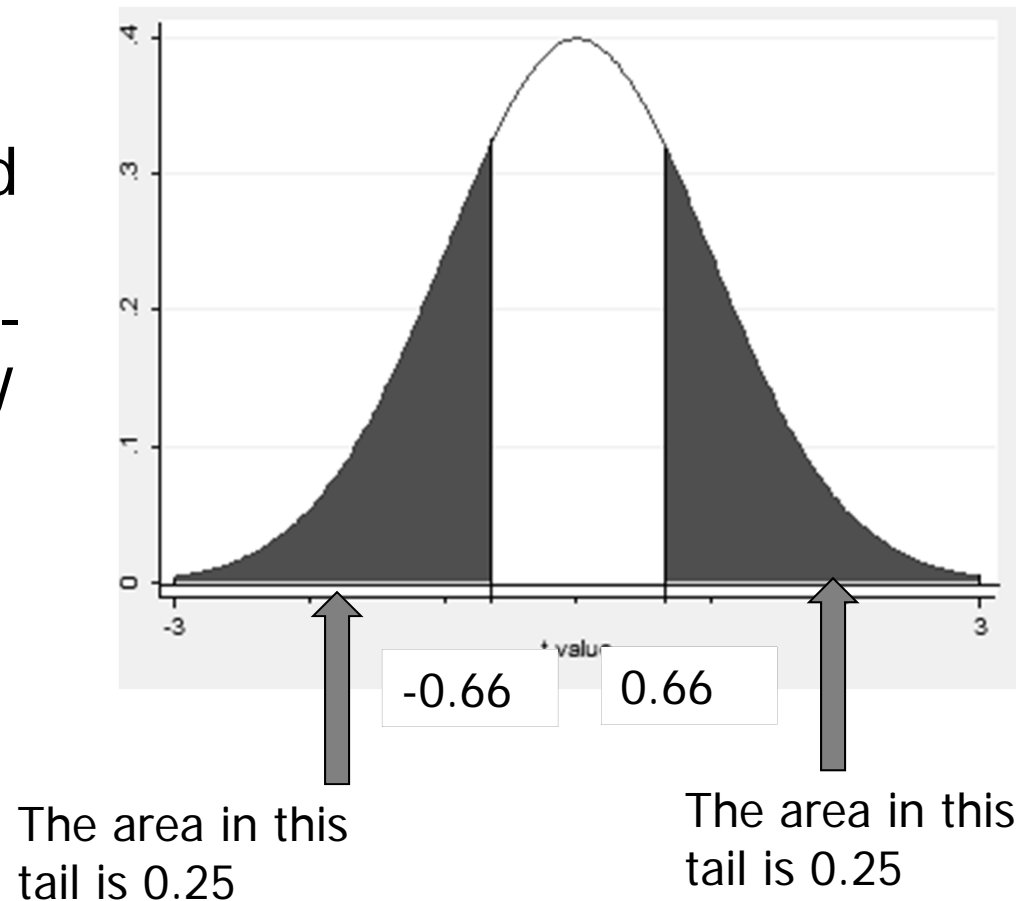 d
-
y
.4
.3
.2
.1
0
-3
3
t value
-0.66
0.66
The area in this
tail is 0.25
The area in this
tail is 0.25